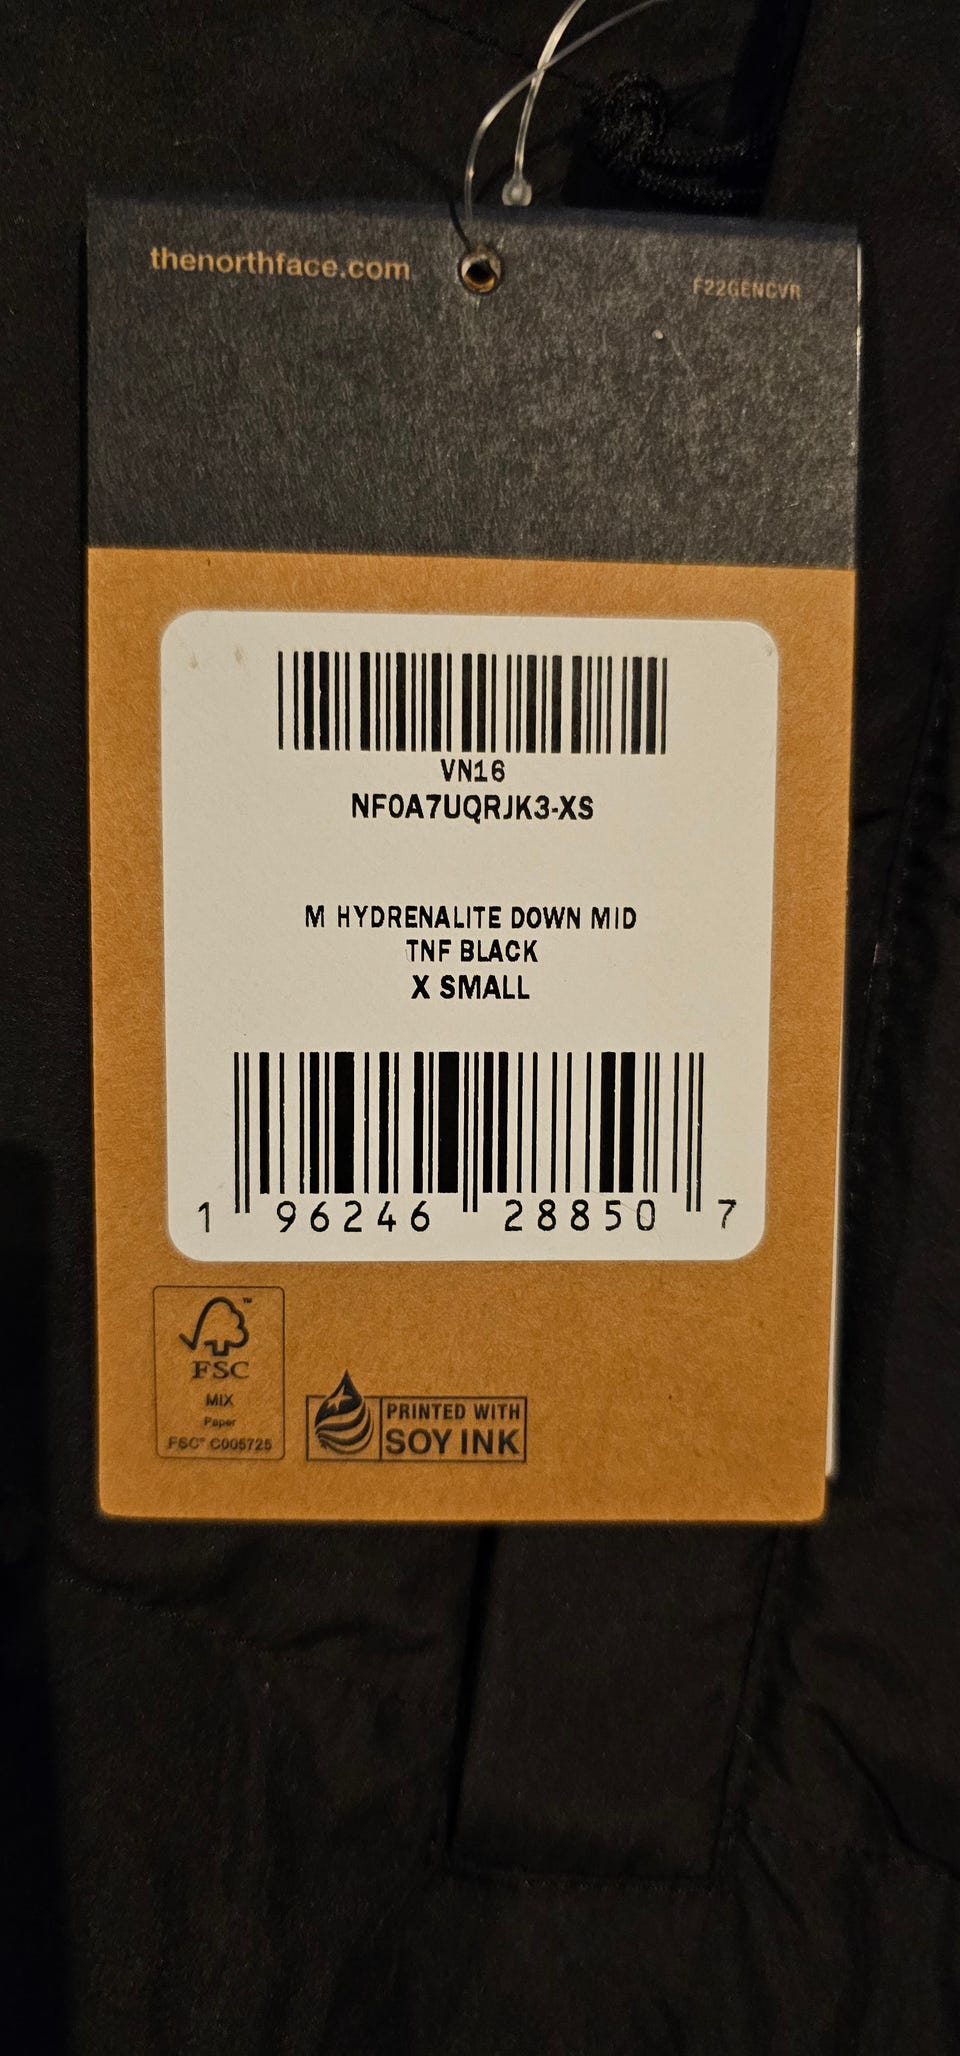 thenorthface.com
F22GENCVR
VN16
NF0A7UQRJK3-XS
M HYDRENALITE DOWN MID
TNF BLACK
X SMALL
1 96246 28850 7
FSC
MIX
Paper
FSC™ C005725
PRINTED WITH
SOY INK